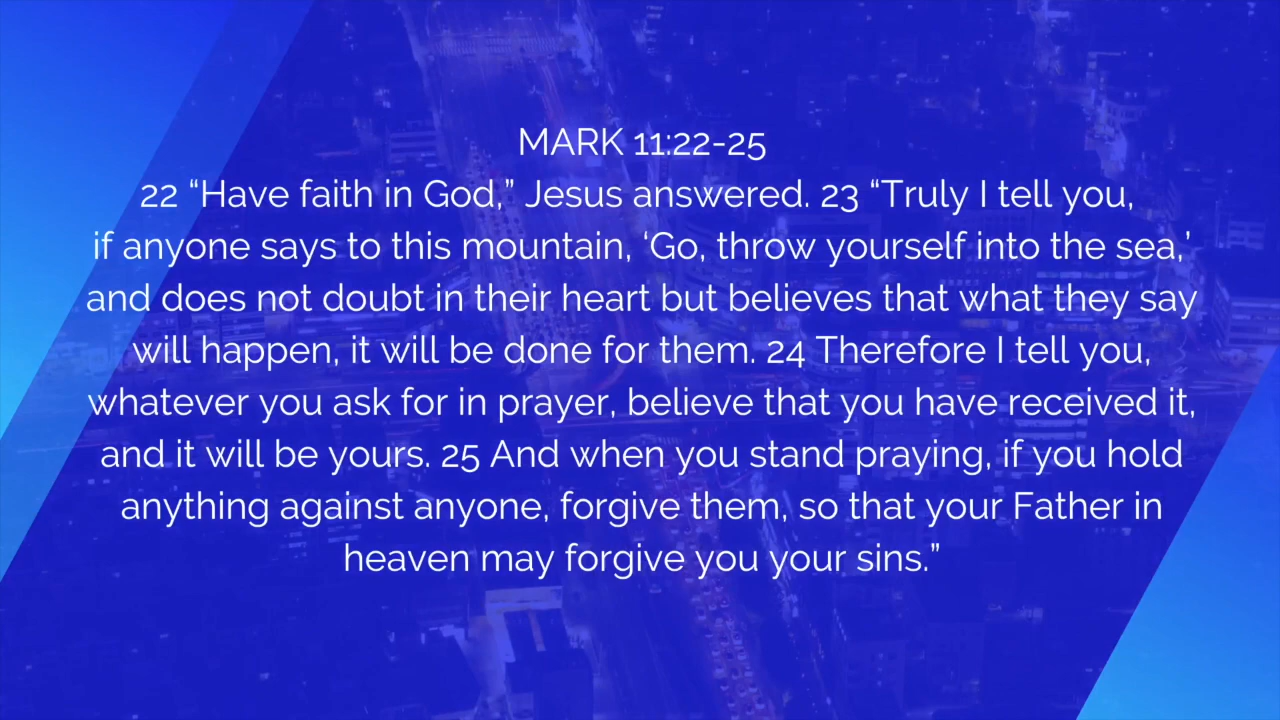 MARK 11:22-25
22 “Have faith in God,” Jesus answered. 23 “Truly I tell you,
if anyone says to this mountain, ‘Go, throw yourself into the sea,’
and does not doubt in their heart but believes that what they say
will happen, it will be done for them. 24 Therefore I tell you,
whatever you ask for in prayer, believe that you have received it,
and it will be yours. 25 And when you stand praying, if you hold
anything against anyone, forgive them, so that your Father in
heaven may forgive you your sins.”